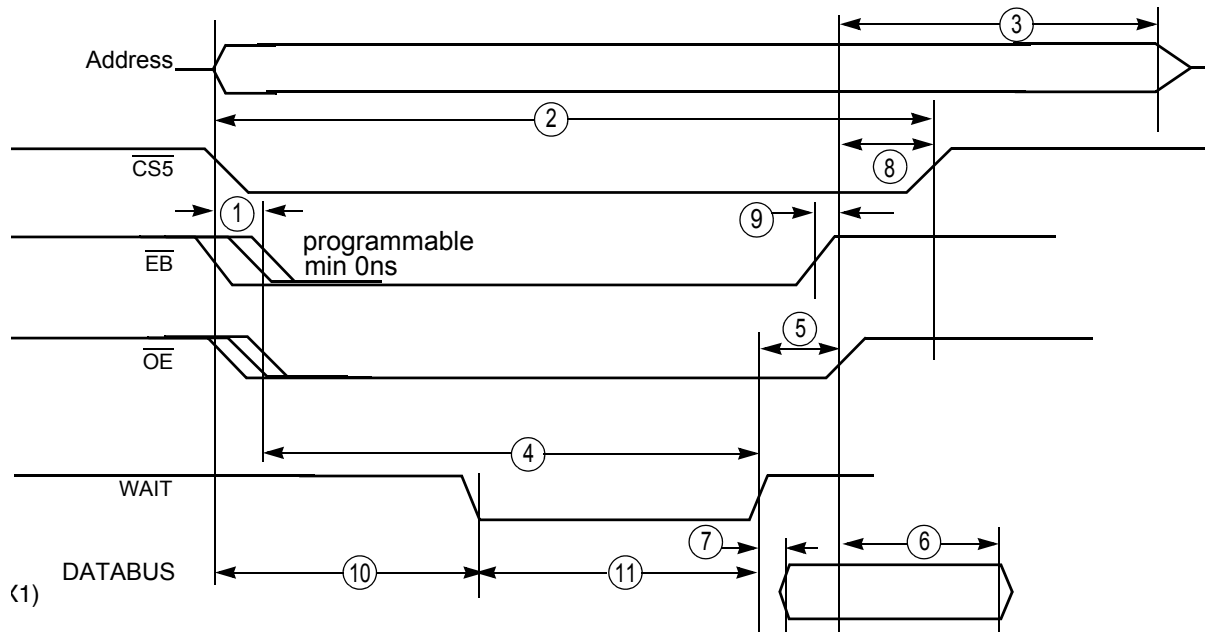 3
Address
2
CS5
8
1
9
programmable
min 0ns
EB
5
OE
4
WAIT
7
6
DATABUS
10
11
X1)